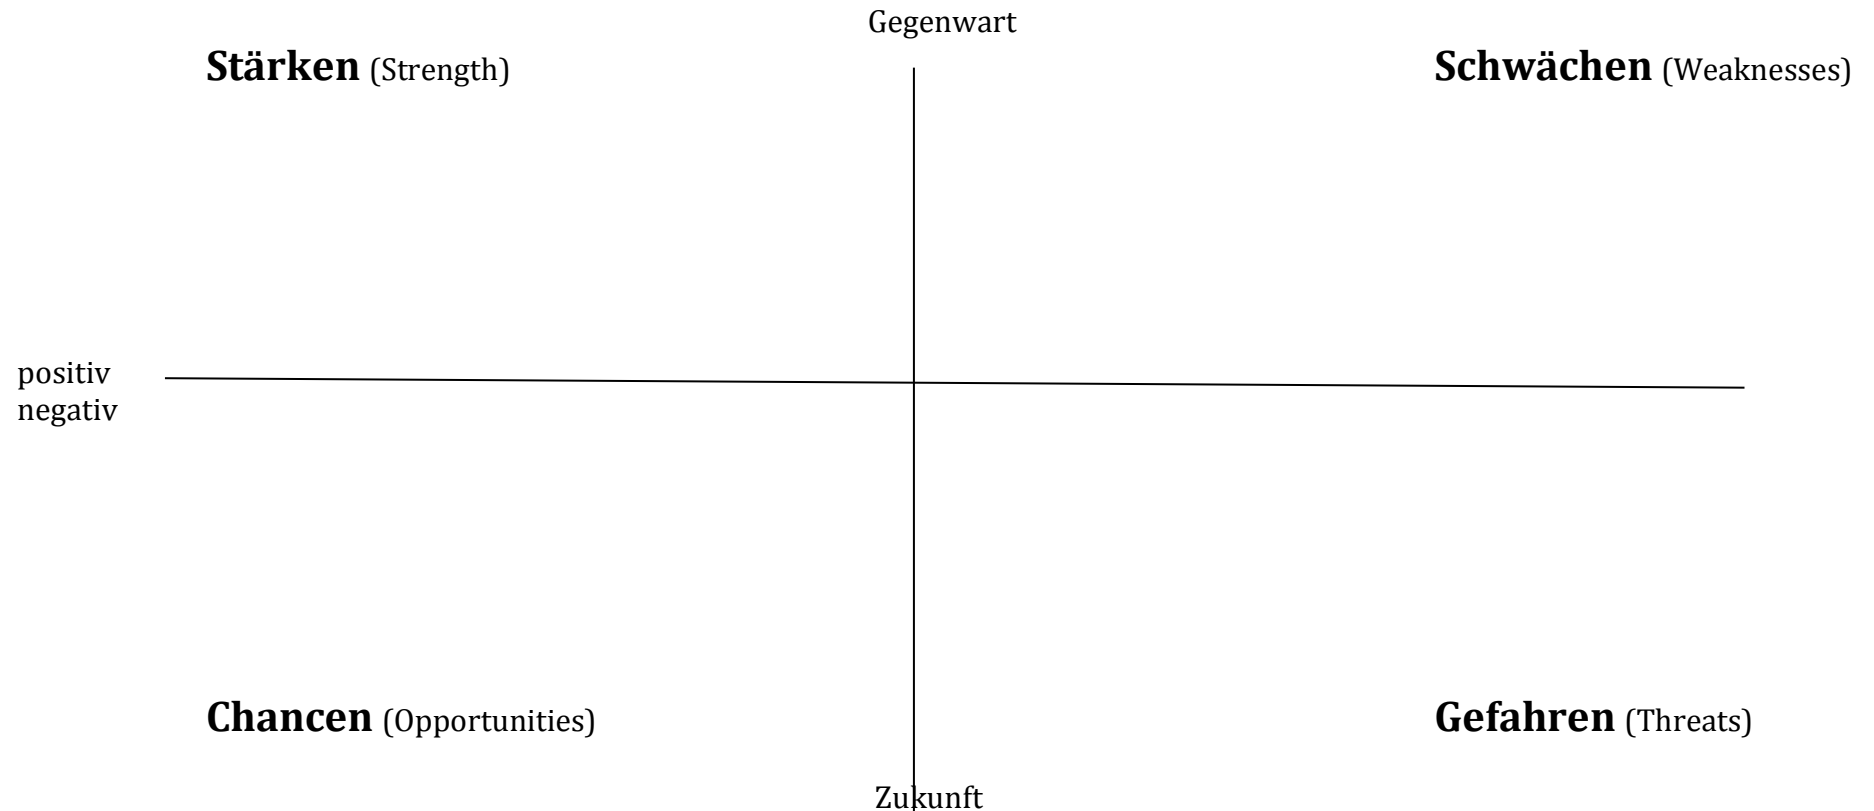 Gegenwart
Stärken (Strength)
Schwächen (Weaknesses)
positiv
negativ
Chancen (Opportunities)
Gefahren (Threats)
Zukunft